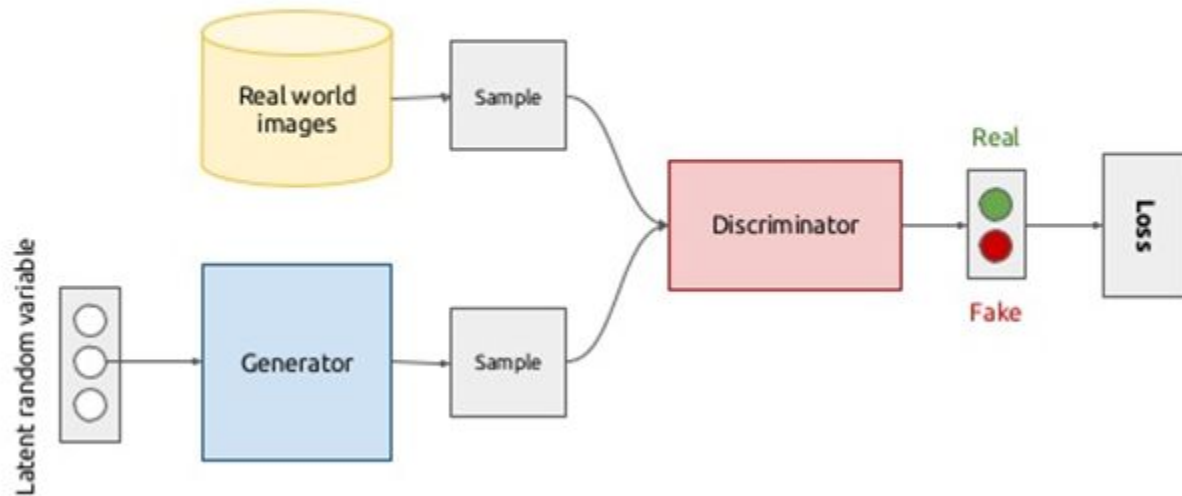 Real world
images
Sample
Discriminator
Real
Fake
Loss
Latent random variable
Generator
Sample